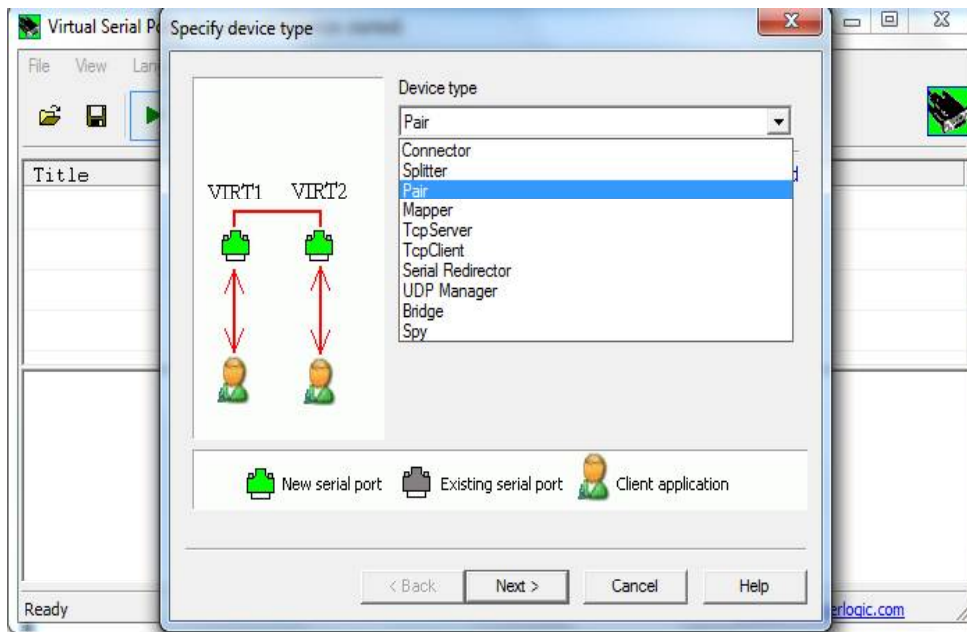 Virtual Serial Po
Specify device type
File View Lan
Title
Device type
Pair
Connector
Splitter
Pair
Mapper
TcpServer
TcpClient
Serial Redirector
UDP Manager
Bridge
Spy
VIRT1 VIRT2
New serial port Existing serial port Client application
< Back Next > Cancel Help
Ready
erlogic.com